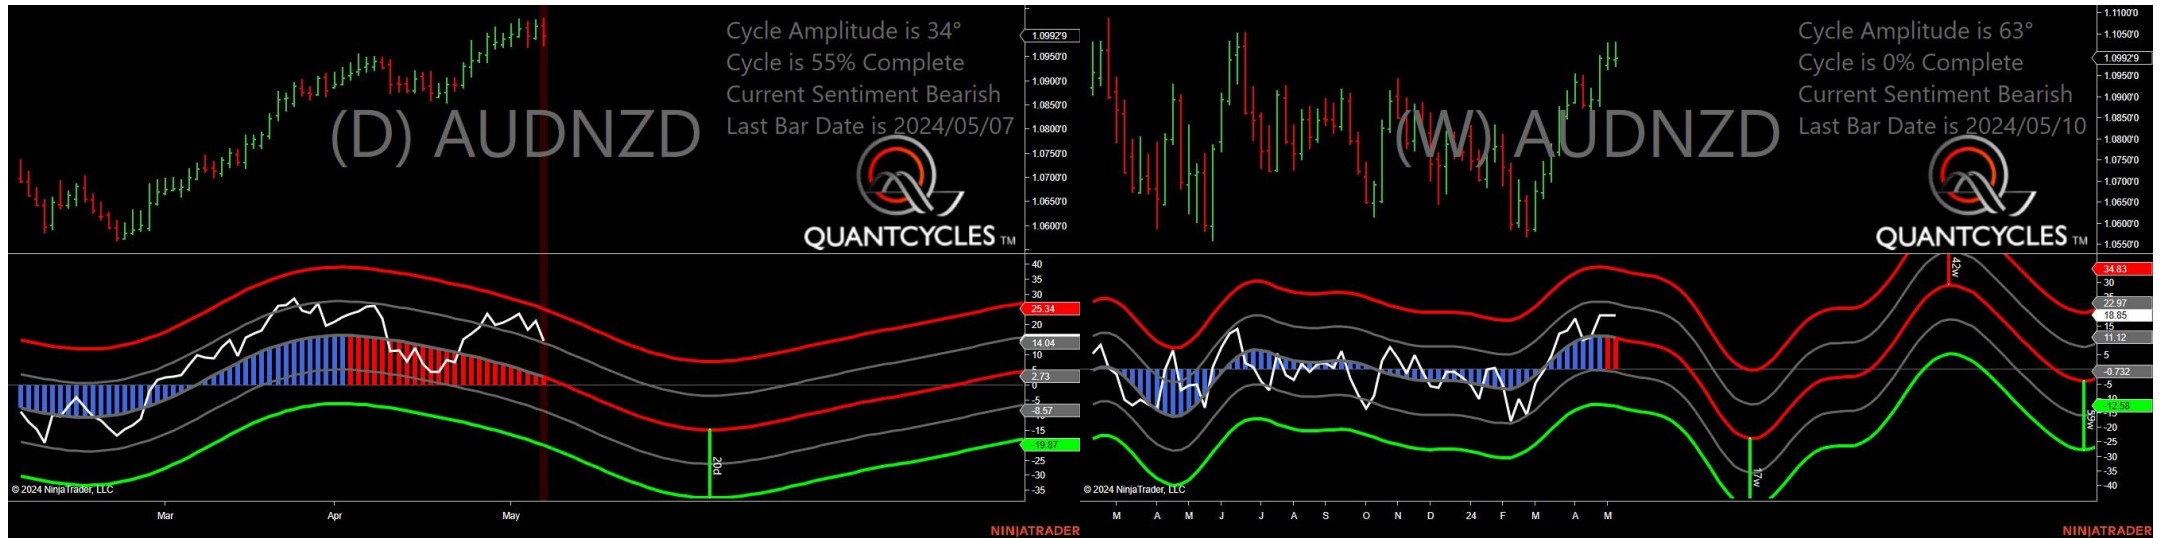 Cycle Amplitude is 34°
Cycle is 55% Complete
Current Sentiment Bearish
Last Bar Date is 2024/05/07
(D) AUDNZD
QUANTCYCLES TM
1.0992'9
1.0950'0
1.0900'0
1.0850'0
1.0800'0
1.0750'0
1.0700'0
1.0650'0
1.0600'0
40
35
30
25.34
20
14.04
10
5
2.73
0
-5
-8.57
-15
-19.87
-25
-30
-35
20d
© 2024 NinjaTrader, LLC
Mar Apr May
NINJATRADER
Cycle Amplitude is 63°
Cycle is 0% Complete
Current Sentiment Bearish
Last Bar Date is 2024/05/10
(W) AUDNZD
QUANTCYCLES TM
1.1100'0
1.1050'0
1.0992'9
1.0950'0
1.0900'0
1.0850'0
1.0800'0
1.0750'0
1.0700'0
1.0650'0
1.0600'0
1.0550'0
42w
34.83
30
22.97
18.85
15
11.12
5
-0.732
-5
-12.58
-15
-20
-25
-30
-35
-40
17w
59w
© 2024 NinjaTrader, LLC
M A M J J A S O N D 24 F M A M
NINJATRADER